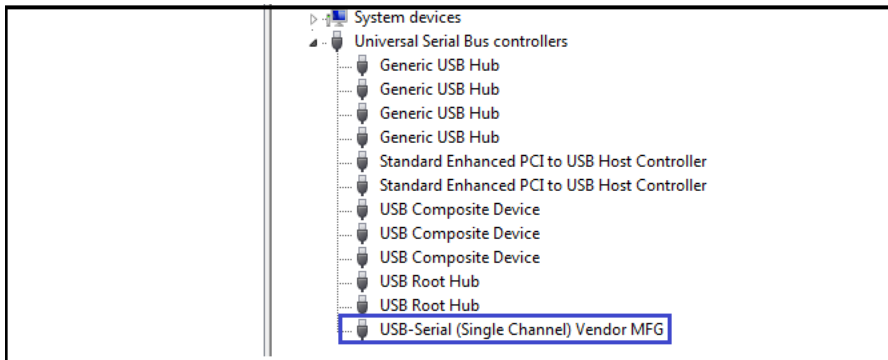 System devices
Universal Serial Bus controllers
Generic USB Hub
Generic USB Hub
Generic USB Hub
Generic USB Hub
Standard Enhanced PCI to USB Host Controller
Standard Enhanced PCI to USB Host Controller
USB Composite Device
USB Composite Device
USB Composite Device
USB Root Hub
USB Root Hub
USB-Serial (Single Channel) Vendor MFG